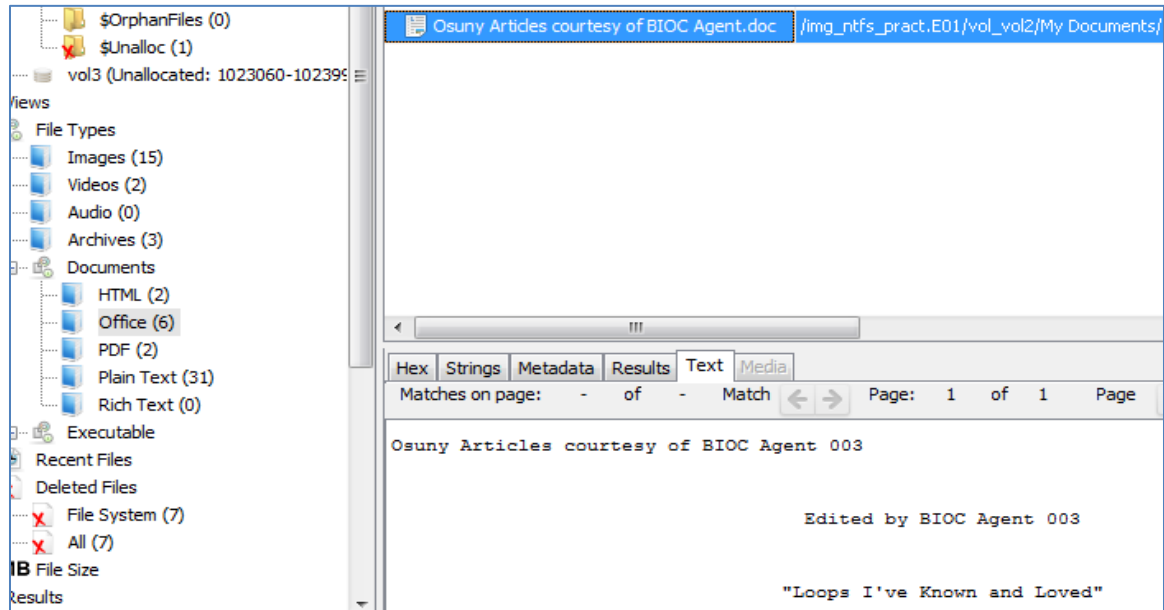 $OrphanFiles (0)
$Unalloc (1)
vol3 (Unallocated: 1023060-102399
Views
File Types
Images (15)
Videos (2)
Audio (0)
Archives (3)
Documents
HTML (2)
Office (6)
PDF (2)
Plain Text (31)
Rich Text (0)
Executable
Recent Files
Deleted Files
File System (7)
All (7)
MB File Size
Results
Osuny Articles courtesy of BIOC Agent.doc /img_ntfs_pract.E01/vol_vol2/My Documents/
Hex Strings Metadata Results Text Media
Matches on page: - of - Match Page: 1 of 1 Page
Osuny Articles courtesy of BIOC Agent 003
Edited by BIOC Agent 003
"Loops I've Known and Loved"